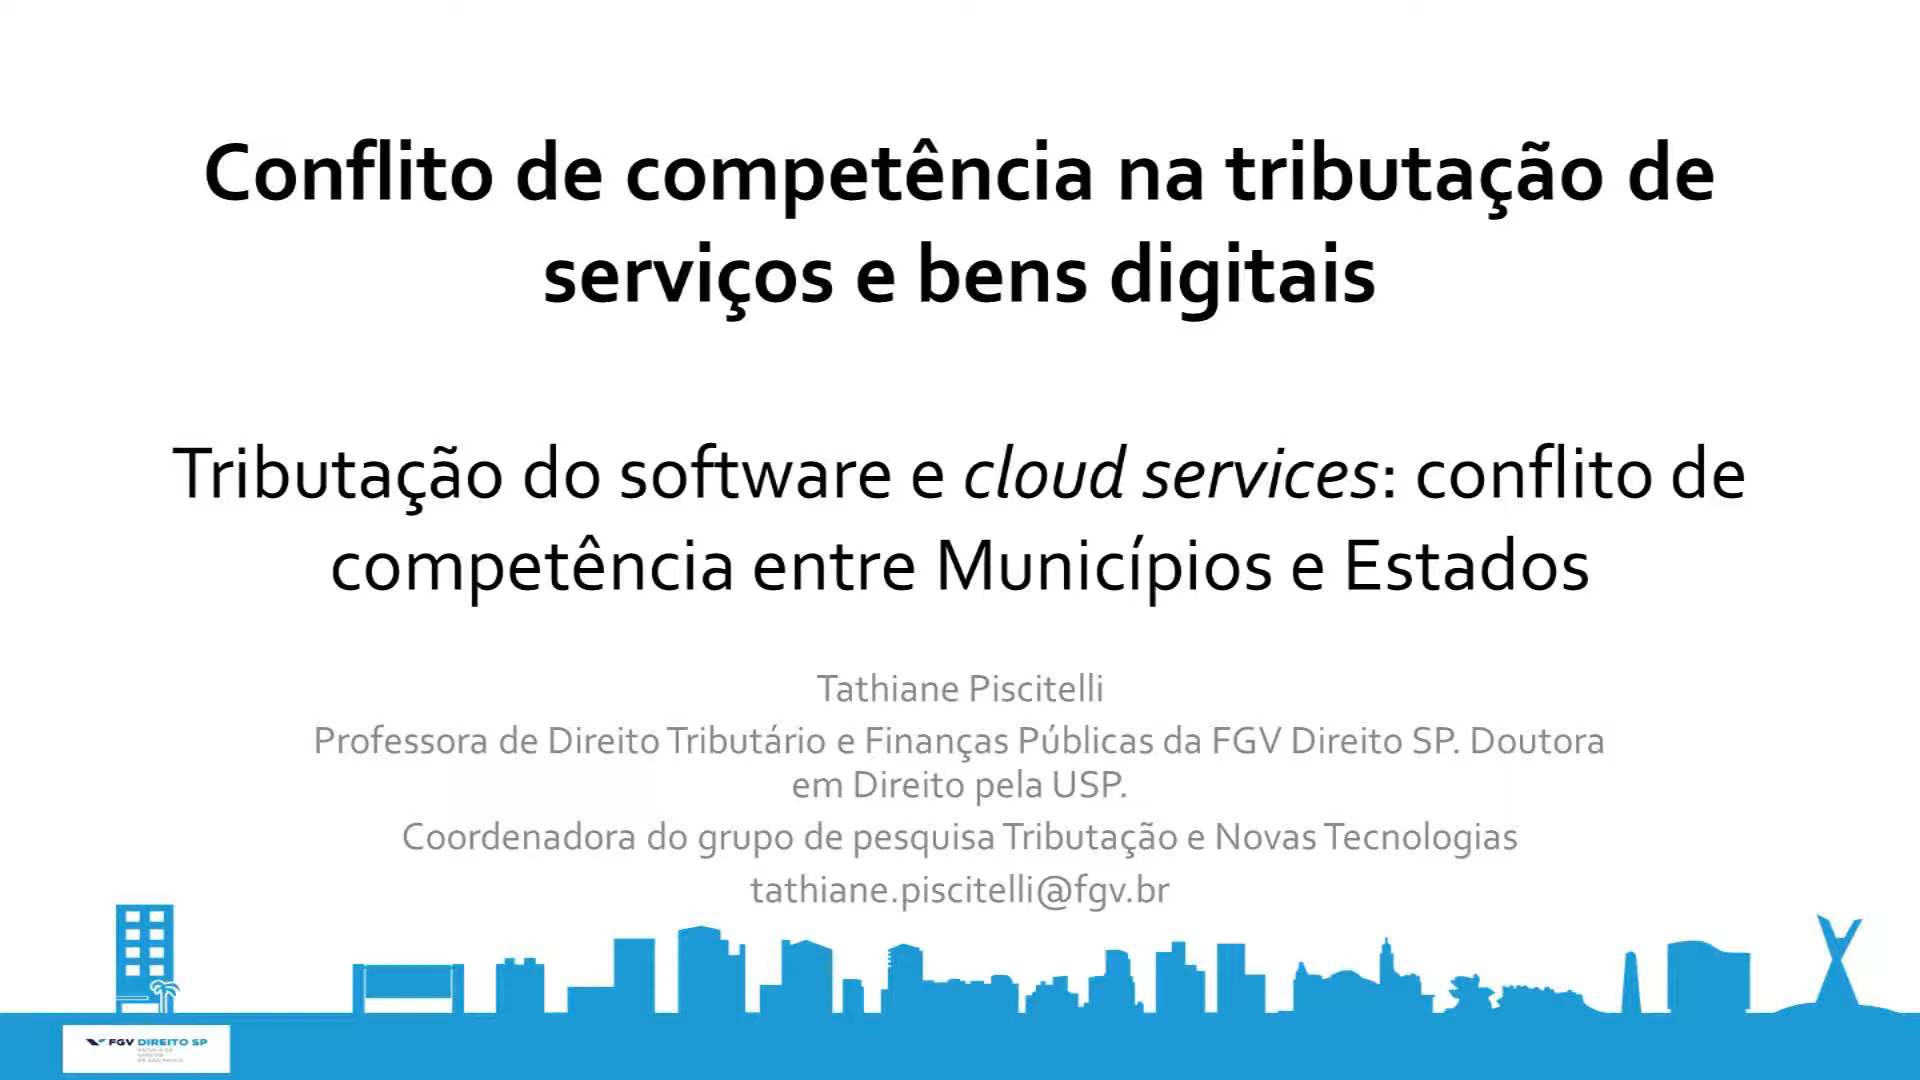 Conflito de competência na tributação de
serviços e bens digitais
Tributação do software e cloud services: conflito de
competência entre Municípios e Estados
Tathiane Piscitelli
Professora de Direito Tributário e Finanças Públicas da FGV Direito SP. Doutora
em Direito pela USP.
Coordenadora do grupo de pesquisa Tributação e Novas Tecnologias
tathiane.piscitelli@fgv.br
FGV DIREITO SP